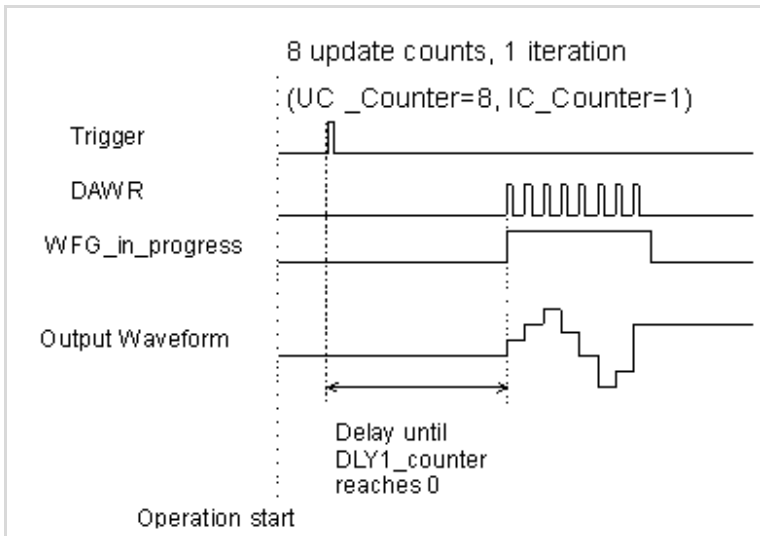 8 update counts, 1 iteration
(UC _Counter=8, IC_Counter=1)
Trigger
DAWR
WFG_in_progress
Output Waveform
Delay until
DLY1_counter
reaches 0
Operation start